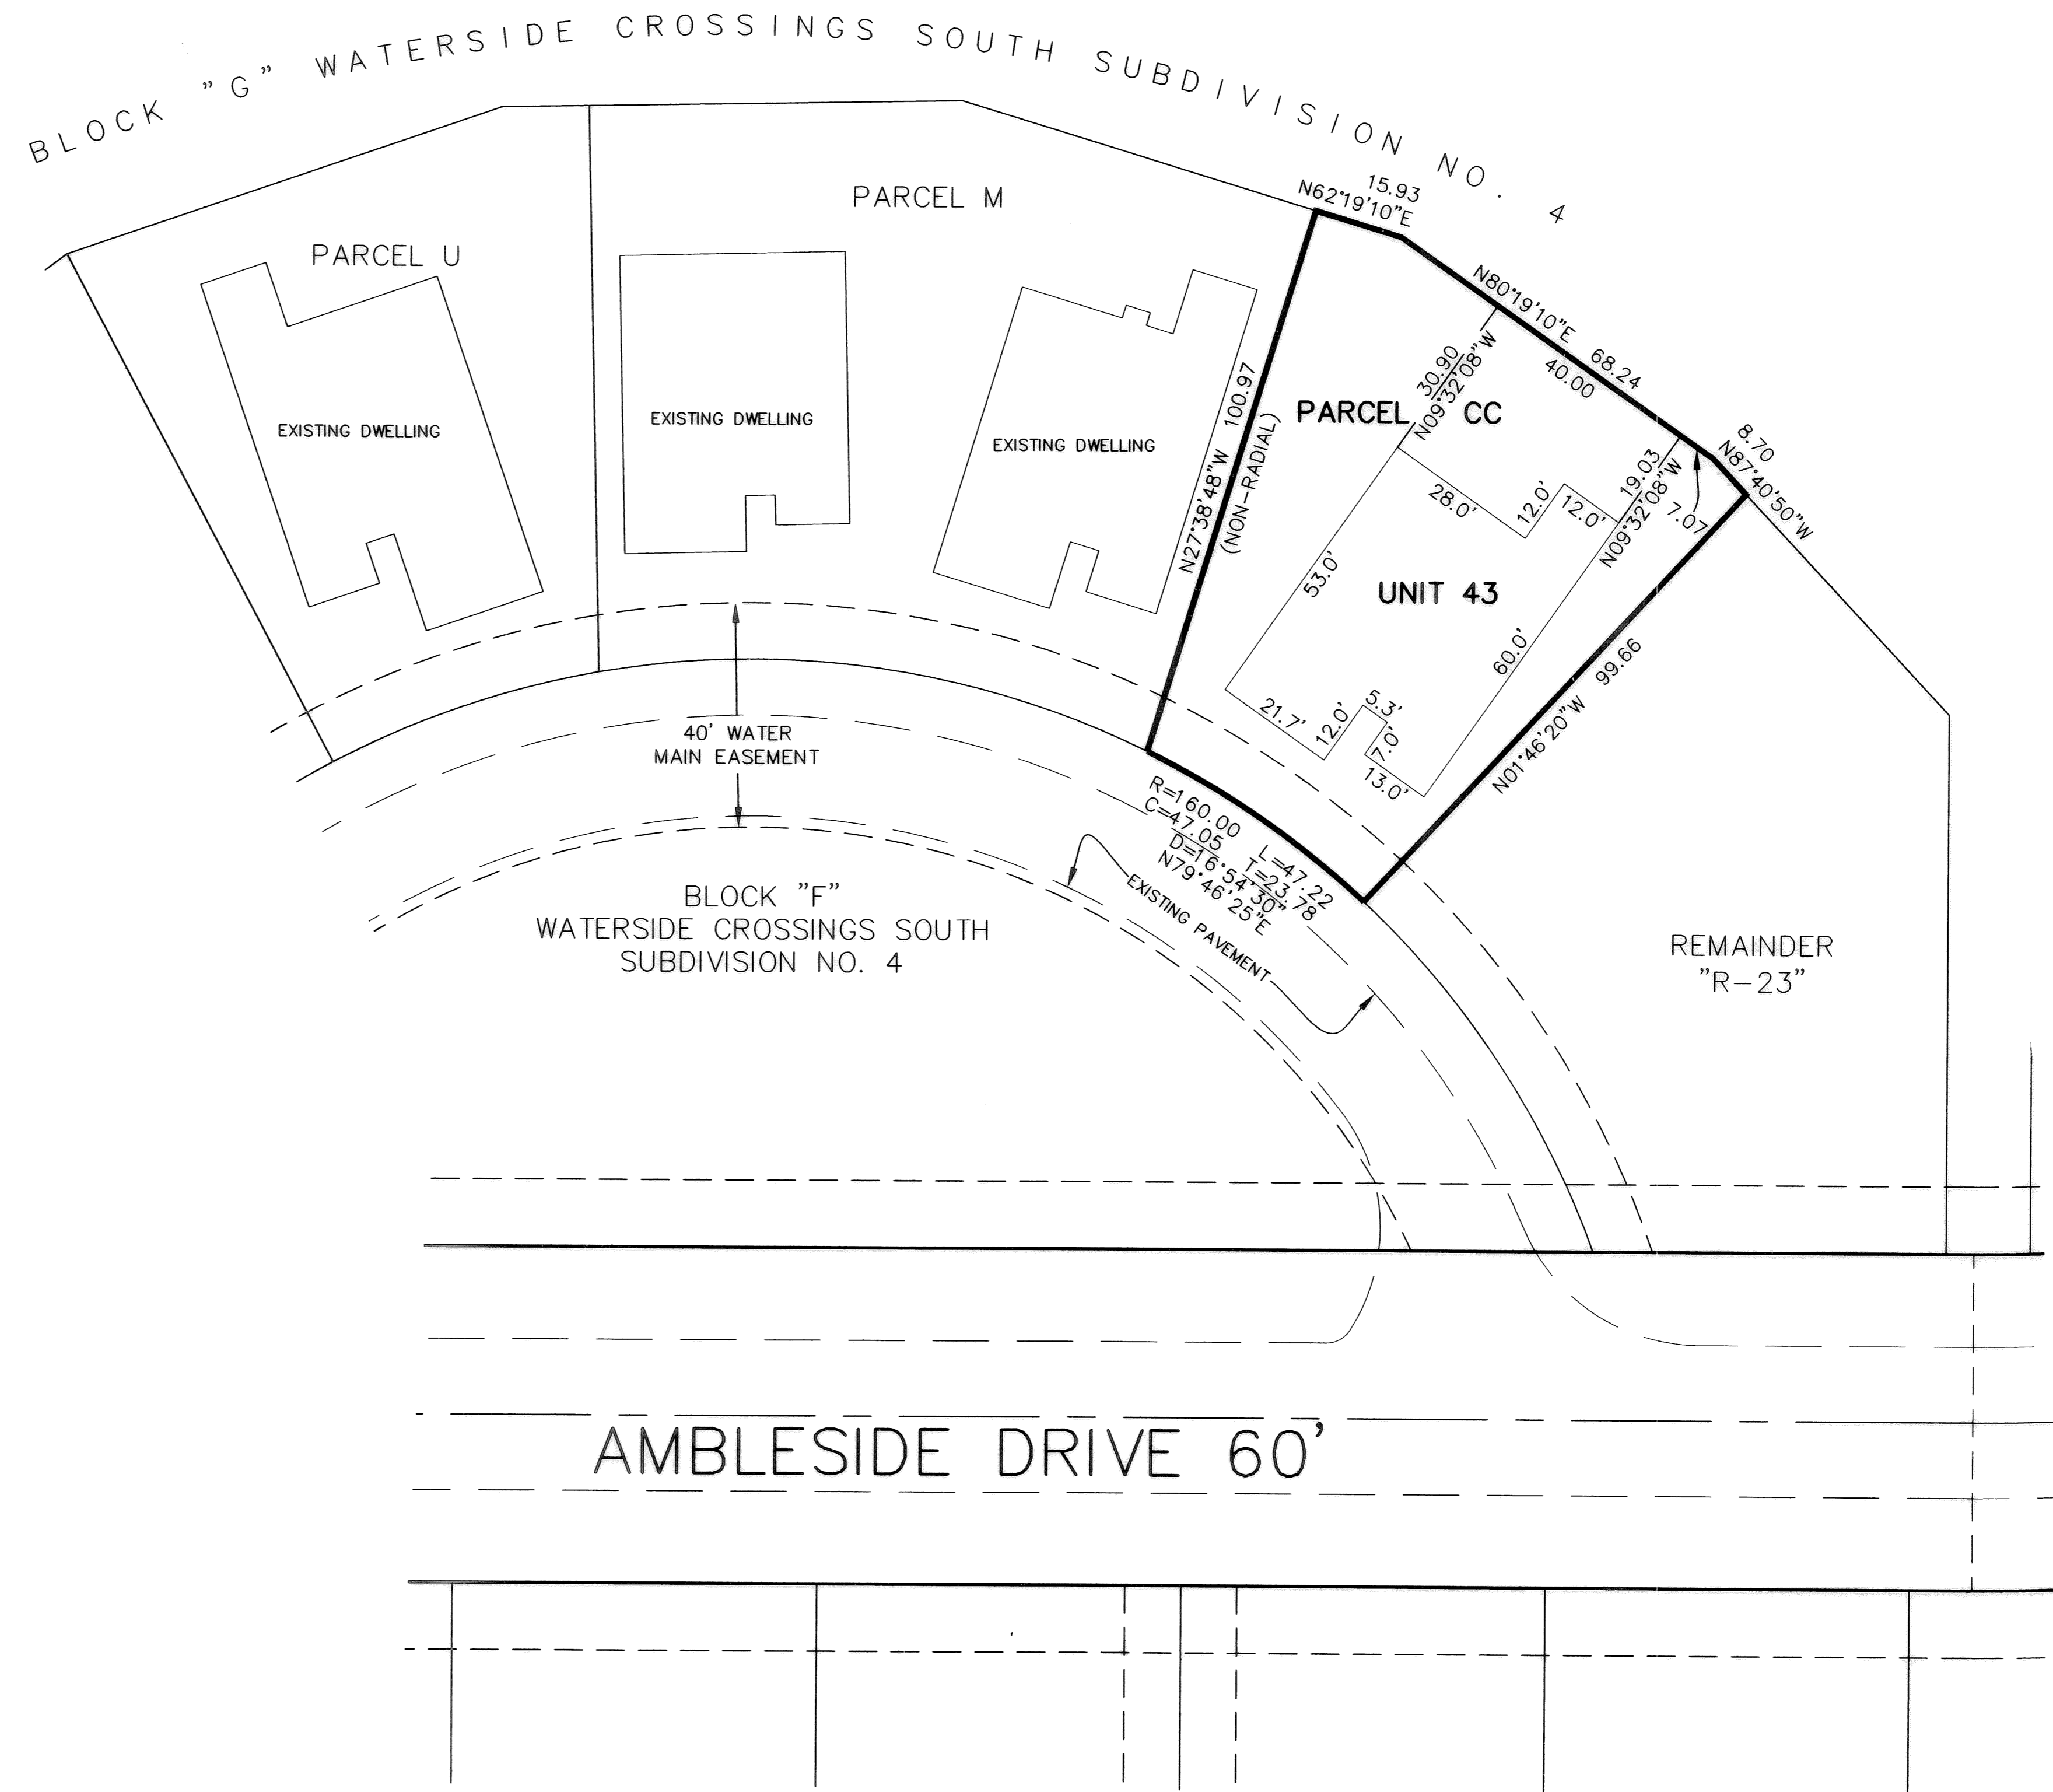 BLOCK "G" WATERSIDE CROSSINGS SOUTH SUBDIVISION NO. 4
PARCEL U
EXISTING DWELLING
PARCEL M
EXISTING DWELLING
EXISTING DWELLING
15.93
N62°19'10"E
N80°19'10"E 68.24
40.00
8.70
N87°40'50"W
N27°38'48"W 100.97
(NON-RADIAL)
PARCEL CC
30.90
N09°32'08"W
19.03
N09°32'08"W
7.07
28.0'
12.0'
12.0'
53.0'
UNIT 43
60.0'
21.7'
12.0'
5.3'
7.0'
13.0'
N01°46'20"W 99.66
40' WATER
MAIN EASEMENT
R=160.00 L=47.22
C=47.05 T=23.78
D=16°54'30"
N79°46'25"E
EXISTING PAVEMENT
BLOCK "F"
WATERSIDE CROSSINGS SOUTH
SUBDIVISION NO. 4
REMAINDER
"R-23"
AMBLESIDE DRIVE 60'